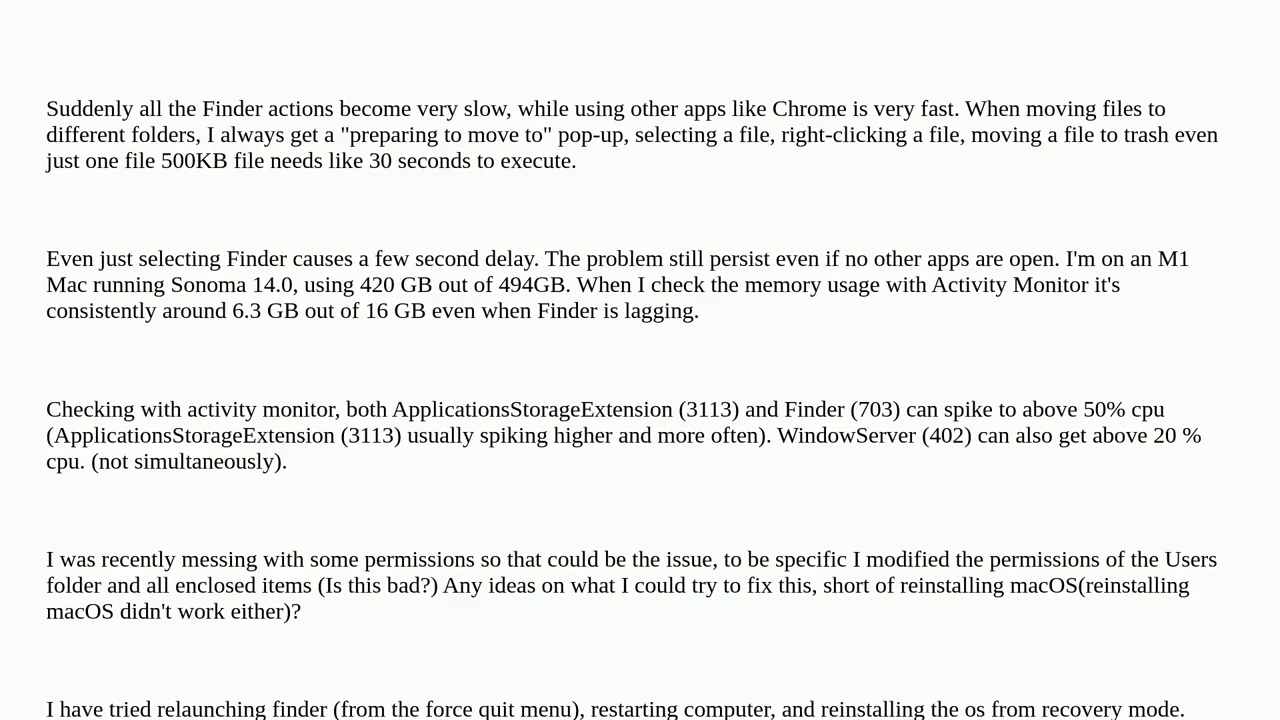 Suddenly all the Finder actions become very slow, while using other apps like Chrome is very fast. When moving files to
different folders, I always get a "preparing to move to" pop-up, selecting a file, right-clicking a file, moving a file to trash even
just one file 500KB file needs like 30 seconds to execute.
Even just selecting Finder causes a few second delay. The problem still persist even if no other apps are open. I'm on an M1
Mac running Sonoma 14.0, using 420 GB out of 494GB. When I check the memory usage with Activity Monitor it's
consistently around 6.3 GB out of 16 GB even when Finder is lagging.
Checking with activity monitor, both ApplicationsStorageExtension (3113) and Finder (703) can spike to above 50% cpu
(ApplicationsStorageExtension (3113) usually spiking higher and more often). WindowServer (402) can also get above 20 %
cpu. (not simultaneously).
I was recently messing with some permissions so that could be the issue, to be specific I modified the permissions of the Users
folder and all enclosed items (Is this bad?) Any ideas on what I could try to fix this, short of reinstalling macOS(reinstalling
macOS didn't work either)?
I have tried relaunching finder (from the force quit menu), restarting computer, and reinstalling the os from recovery mode.